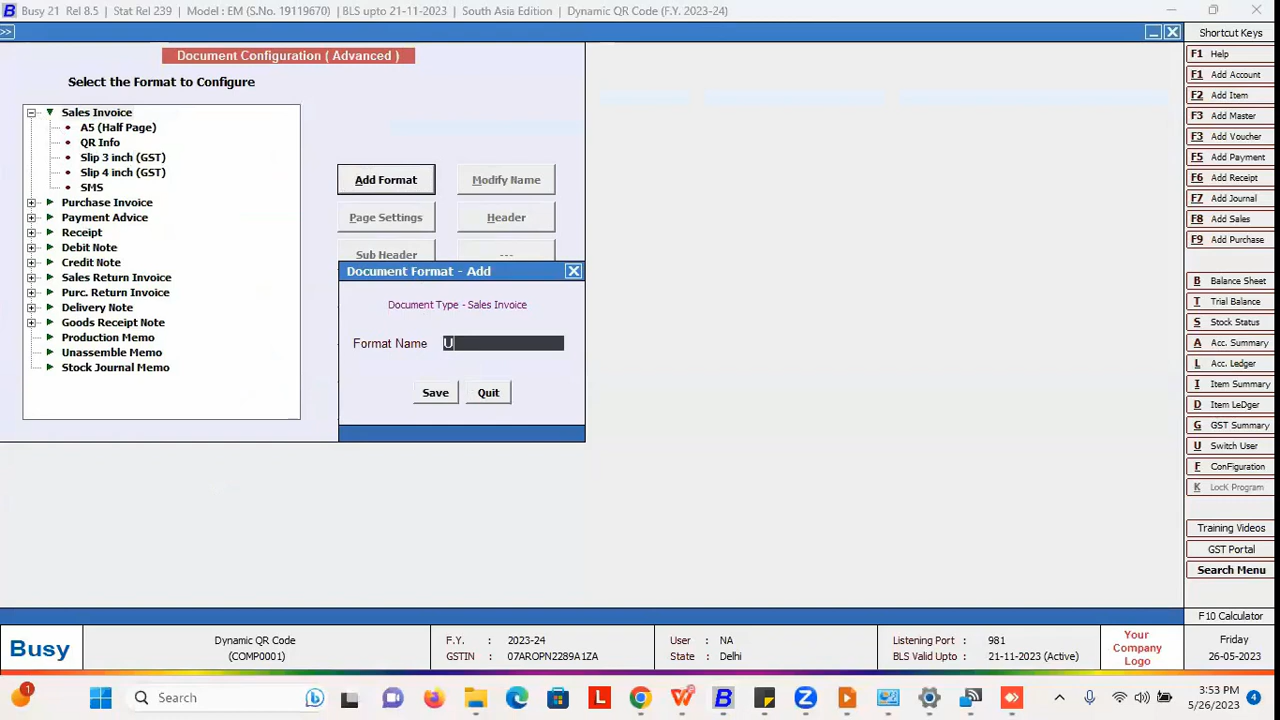 Busy 21 Rel 8.5 | Stat Rel 239 | Model : EM (S.No. 19119670) | BLS upto 21-11-2023 | South Asia Edition | Dynamic QR Code (F.Y. 2023-24)
>>
Document Configuration ( Advanced )
Select the Format to Configure
Sales Invoice
A5 (Half Page)
QR Info
Slip 3 inch (GST)
Slip 4 inch (GST)
SMS
Purchase Invoice
Payment Advice
Receipt
Debit Note
Credit Note
Sales Return Invoice
Purc. Return Invoice
Delivery Note
Goods Receipt Note
Production Memo
Unassemble Memo
Stock Journal Memo
Add Format
Modify Name
Page Settings
Header
Sub Header
---
Document Format - Add
Document Type - Sales Invoice
Format Name U
Save
Quit
Shortcut Keys
F1 Help
F1 Add Account
F2 Add Item
F3 Add Master
F3 Add Voucher
F5 Add Payment
F6 Add Receipt
F7 Add Journal
F8 Add Sales
F9 Add Purchase
B Balance Sheet
T Trial Balance
S Stock Status
A Acc. Summary
L Acc. Ledger
I Item Summary
D Item LeDger
G GST Summary
U Switch User
F ConFiguration
K LocK Program
Training Videos
GST Portal
Search Menu
F10 Calculator
Busy
Dynamic QR Code
(COMP0001)
F.Y. : 2023-24
GSTIN : 07AROPN2289A1ZA
User : NA
State : Delhi
Listening Port : 981
BLS Valid Upto : 21-11-2023 (Active)
Your
Company
Logo
Friday
26-05-2023
1
Search
3:53 PM
5/26/2023
4